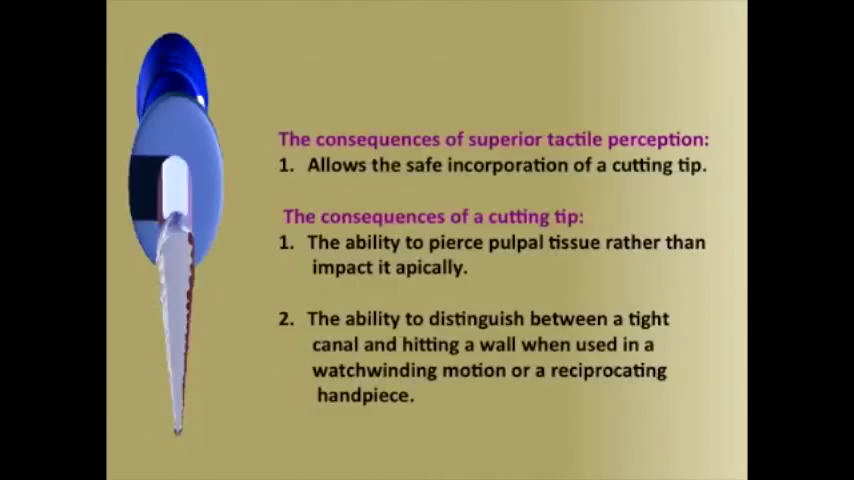 The consequences of superior tactile perception:
1. Allows the safe incorporation of a cutting tip.
The consequences of a cutting tip:
1. The ability to pierce pulpal tissue rather than
impact it apically.
2. The ability to distinguish between a tight
canal and hitting a wall when used in a
watchwinding motion or a reciprocating
handpiece.